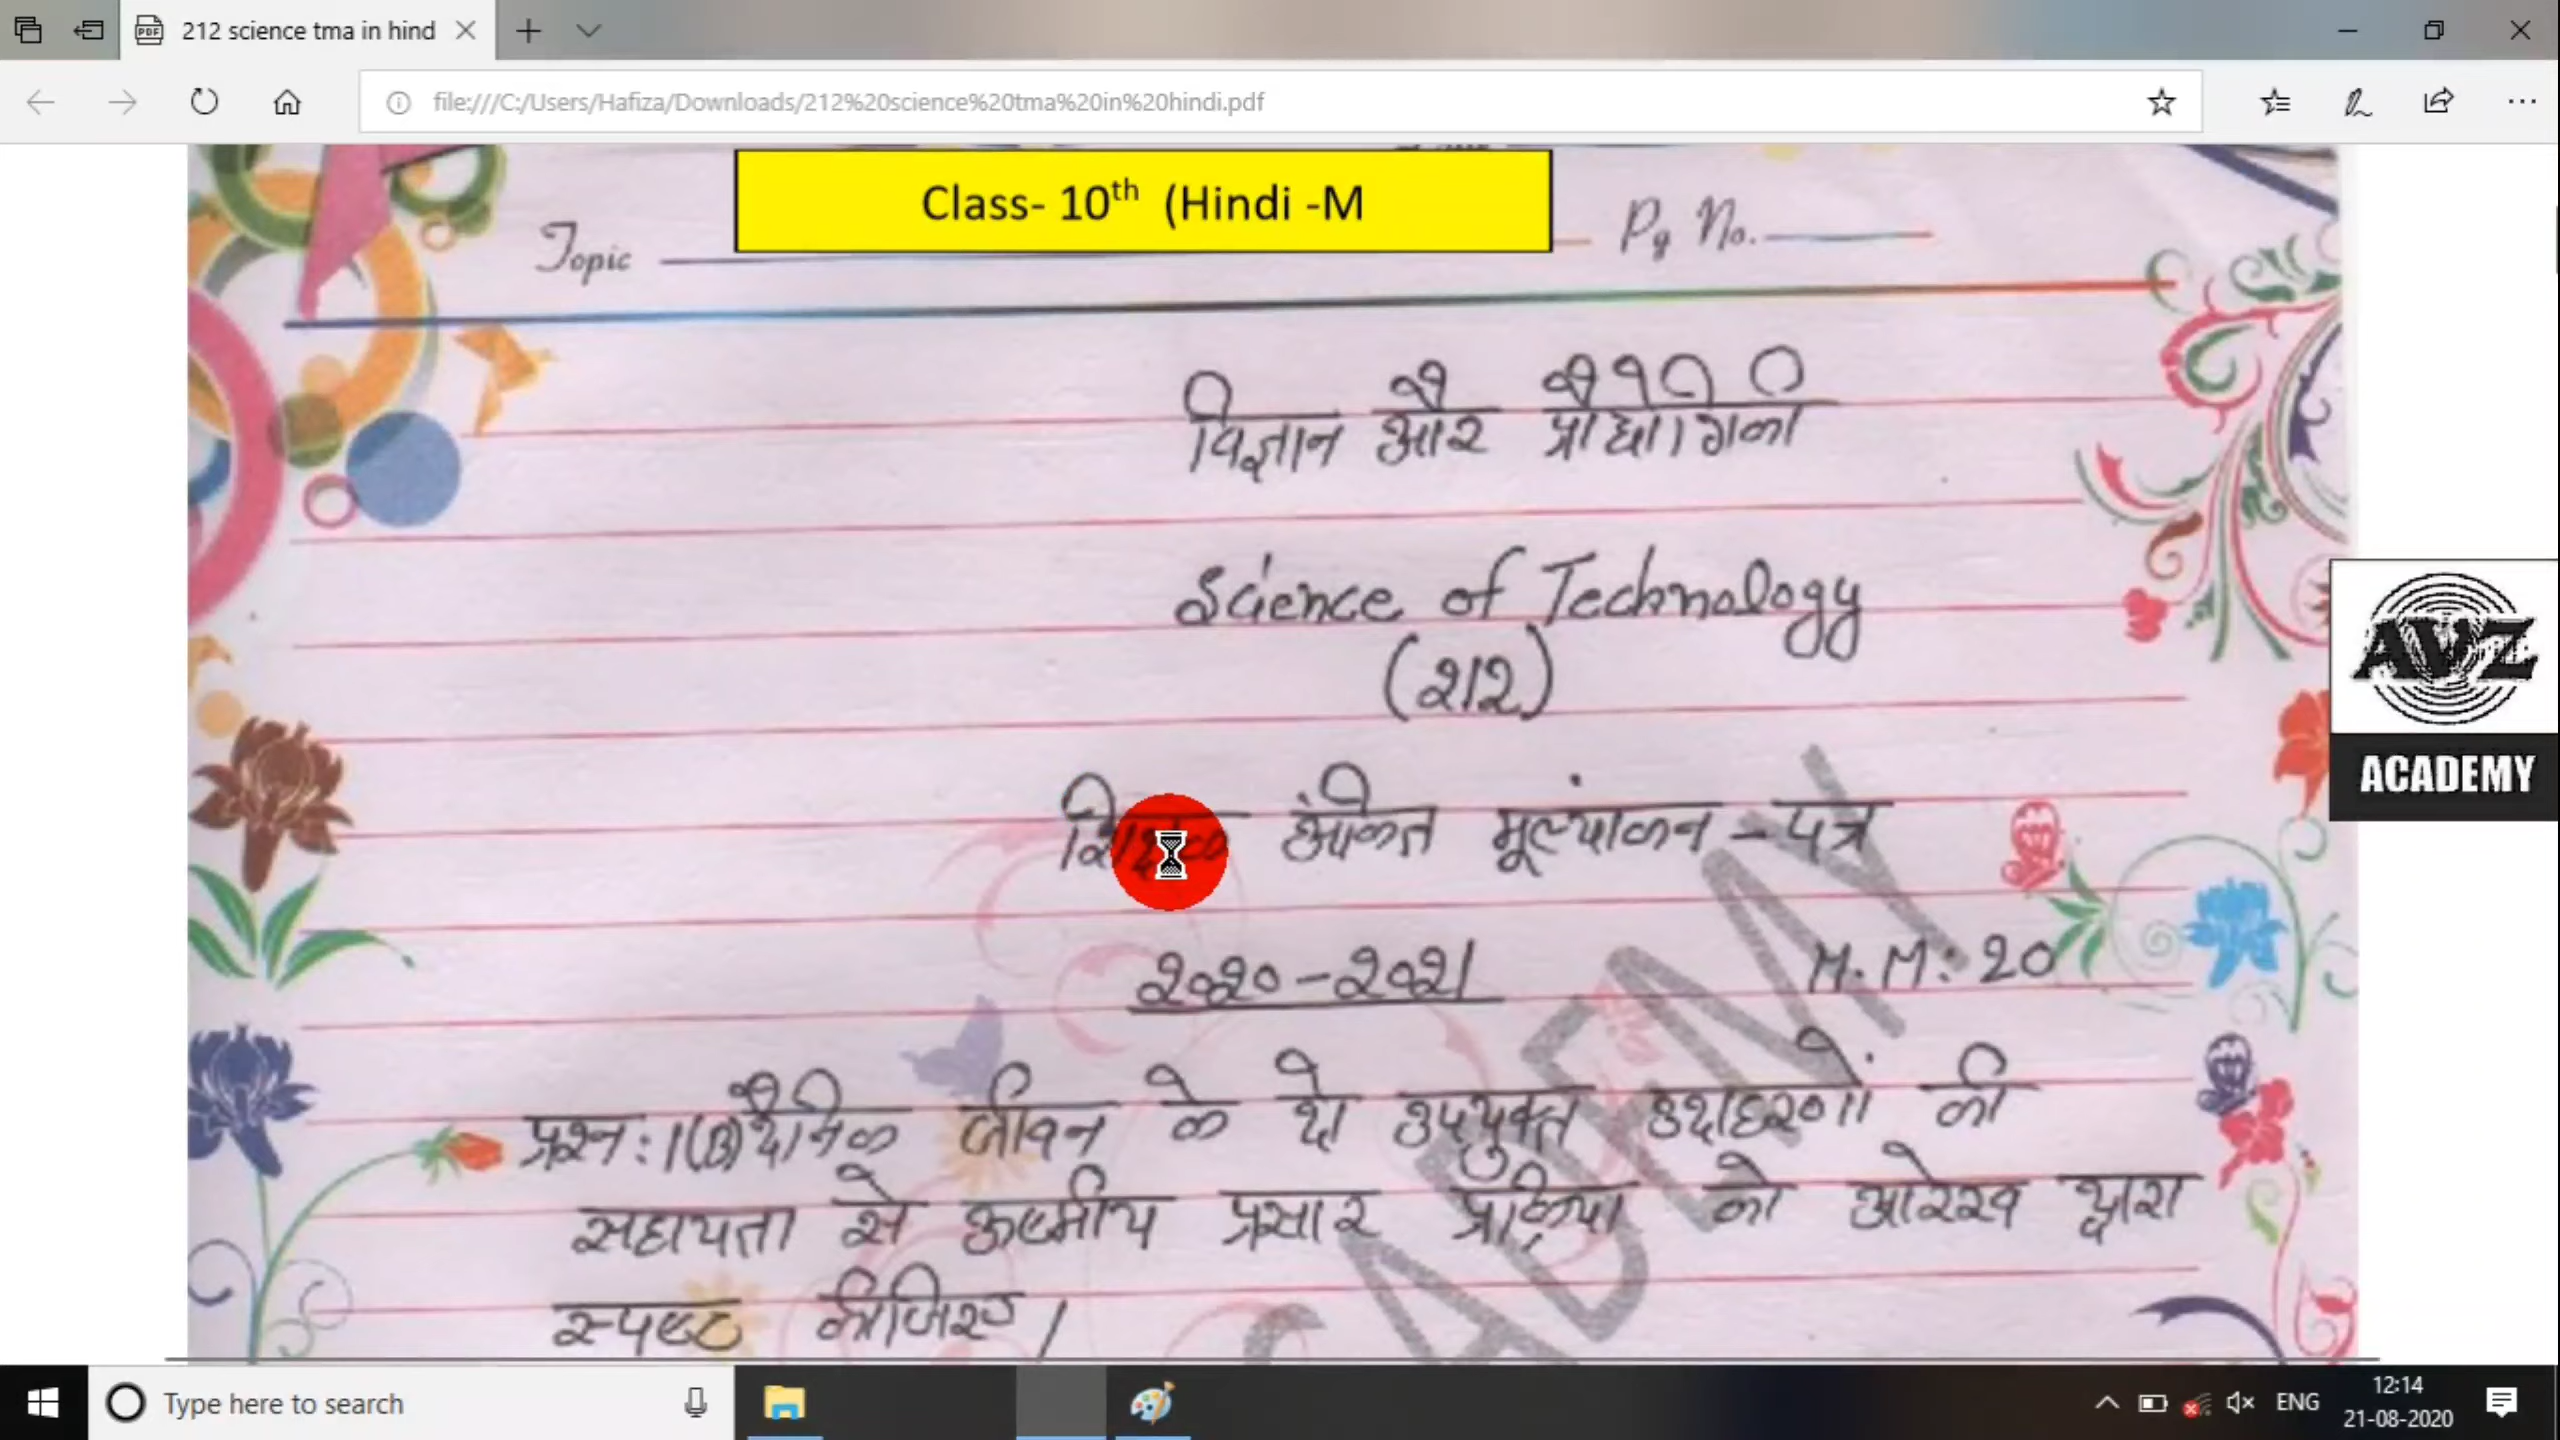 212 science tma in hind
file:///C:/Users/Hafiza/Downloads/212%20science%20tma%20in%20hindi.pdf
Class- 10th (Hindi -M
Topic
Pg No.
विज्ञान और प्रौद्योगिकी
Science of Technology
(212)
शिक्षक अंकित मूल्यांकन - पत्र
2020-2021
M.M: 20
प्रश्न: 1(B) दैनिक जीवन के दो उपयुक्त उदाहरणों की
सहायता से ऊष्मीय प्रसार प्रक्रिया को आरेख द्वारा
स्पष्ट कीजिए।
AVZ
ACADEMY
Type here to search
ENG
12:14
21-08-2020